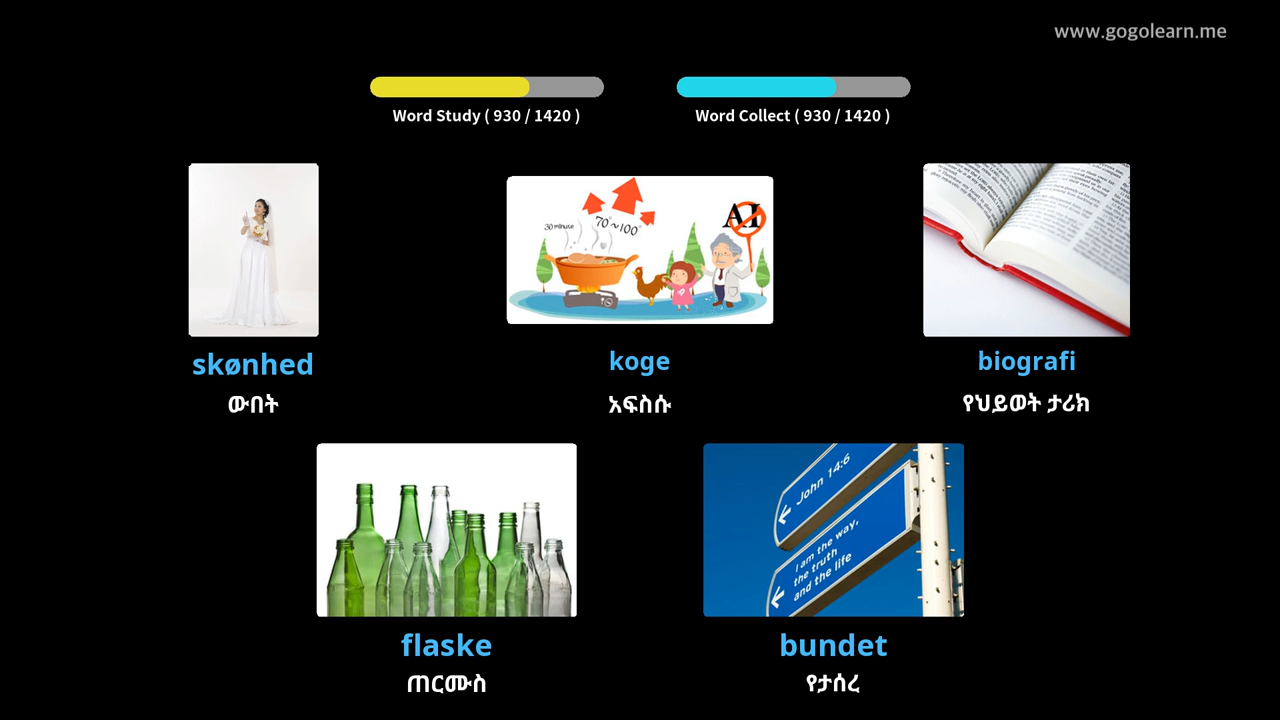 www.gogolearn.me
Word Study ( 930 / 1420 )
Word Collect ( 930 / 1420 )
30 minuse
70°~100°
AI
skønhed
ውበት
koge
አፍስሱ
biografi
የህይወት ታሪክ
John 14:6
I am the way,
the truth
and the life
flaske
ጠርሙስ
bundet
የታሰረ